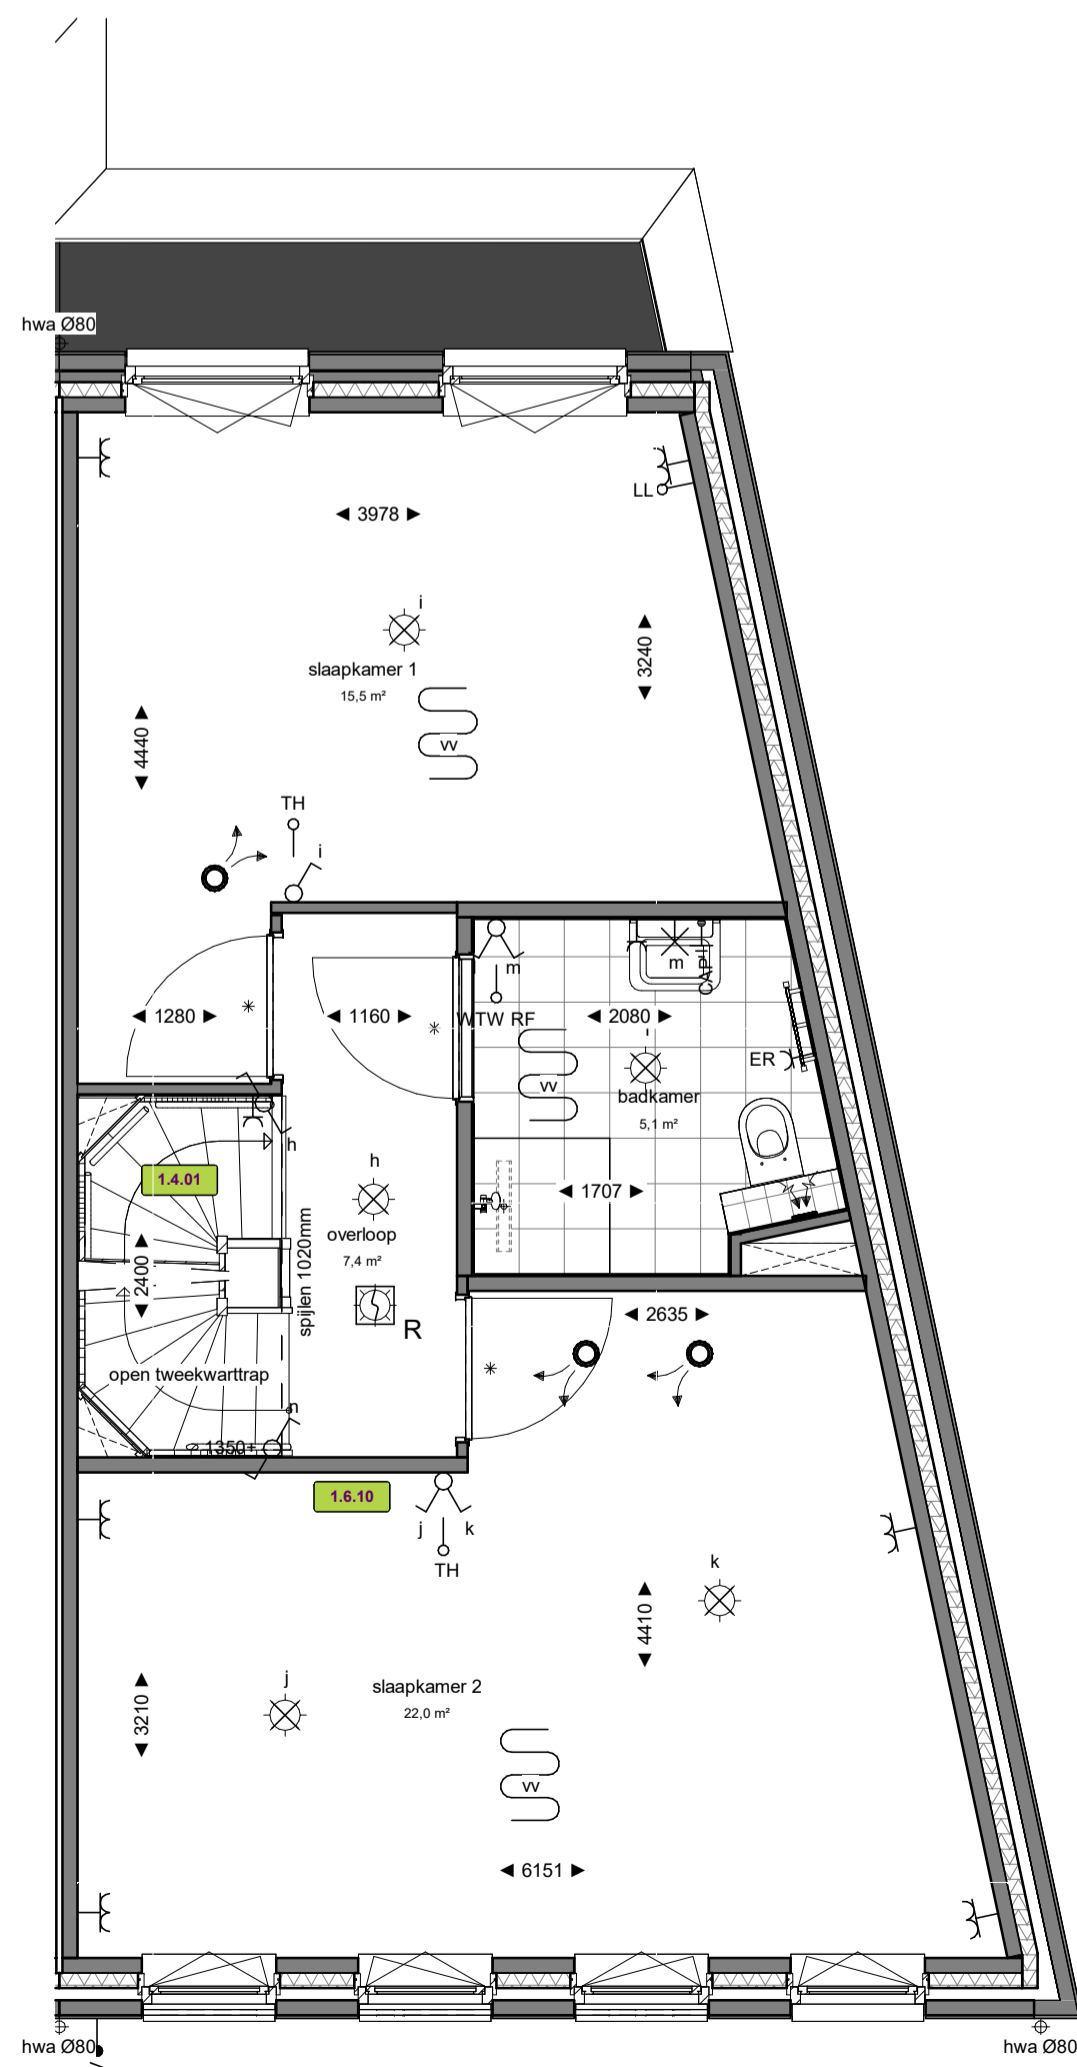 hwa Ø80
3978
LL
i
slaapkamer 1
15,5 m²
3240
vv
4440
TH
i
m
m
CAP
1280
1160
WTW RF
2080
ER
vv
badkamer
5,1 m²
h
1.4.01
h
1707
overloop
7,4 m²
2400
spijlen 1020mm
R
2635
open tweekwarttrap
n
1350+
1.6.10
j
k
TH
k
4410
j
slaapkamer 2
22,0 m²
3210
vv
6151
hwa Ø80
hwa Ø80